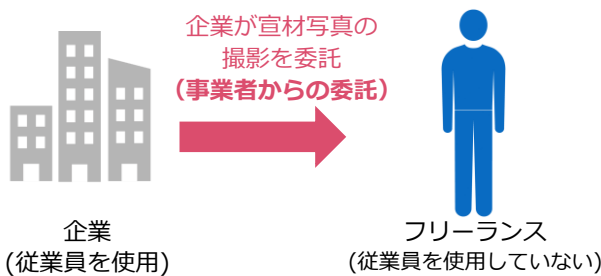 企業が宣材写真の
撮影を委託
（事業者からの委託）
企業
(従業員を使用)
フリーランス
(従業員を使用していない)